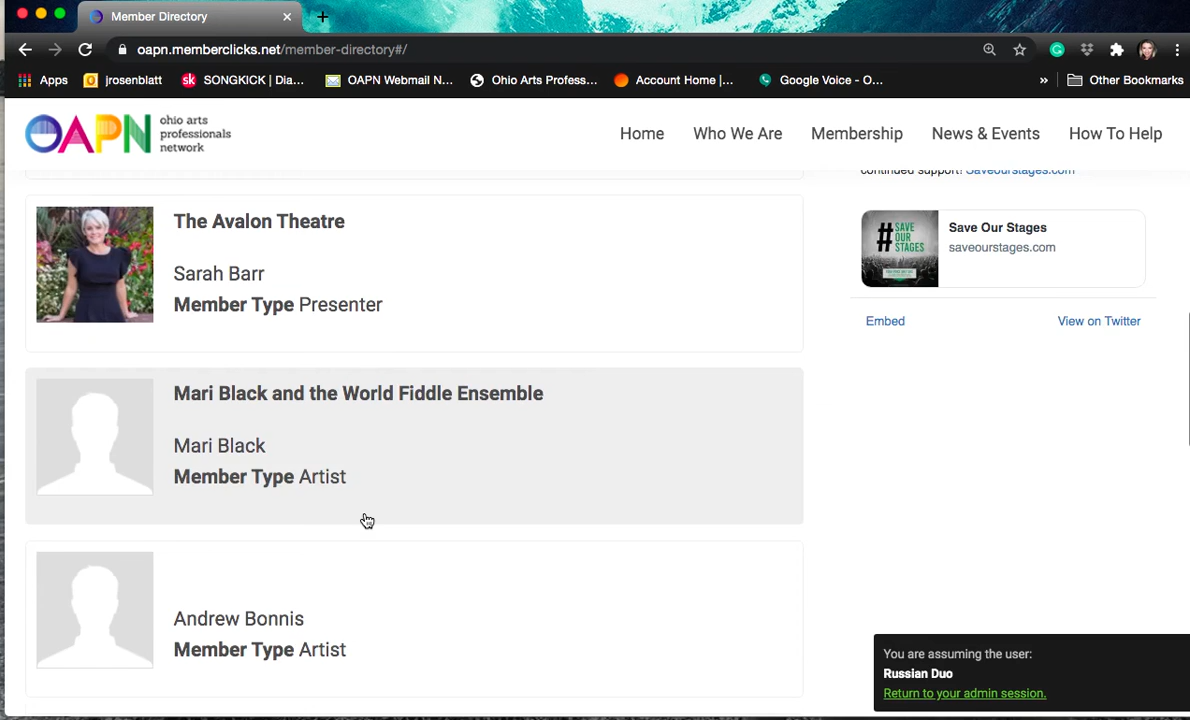 Member Directory
oapn.memberclicks.net/member-directory#/
Apps
jrosenblatt
sk SONGKICK | Dia...
OAPN Webmail N...
Ohio Arts Profess...
Account Home |...
Google Voice - O...
»
Other Bookmarks
OAPN
ohio arts
professionals
network
Home
Who We Are
Membership
News & Events
How To Help
continued support! Saveourstages.com
The Avalon Theatre
Sarah Barr
Member Type Presenter
# SAVE
OUR
STAGES
Save Our Stages
saveourstages.com
Embed
View on Twitter
Mari Black and the World Fiddle Ensemble
Mari Black
Member Type Artist
Andrew Bonnis
Member Type Artist
You are assuming the user:
Russian Duo
Return to your admin session.